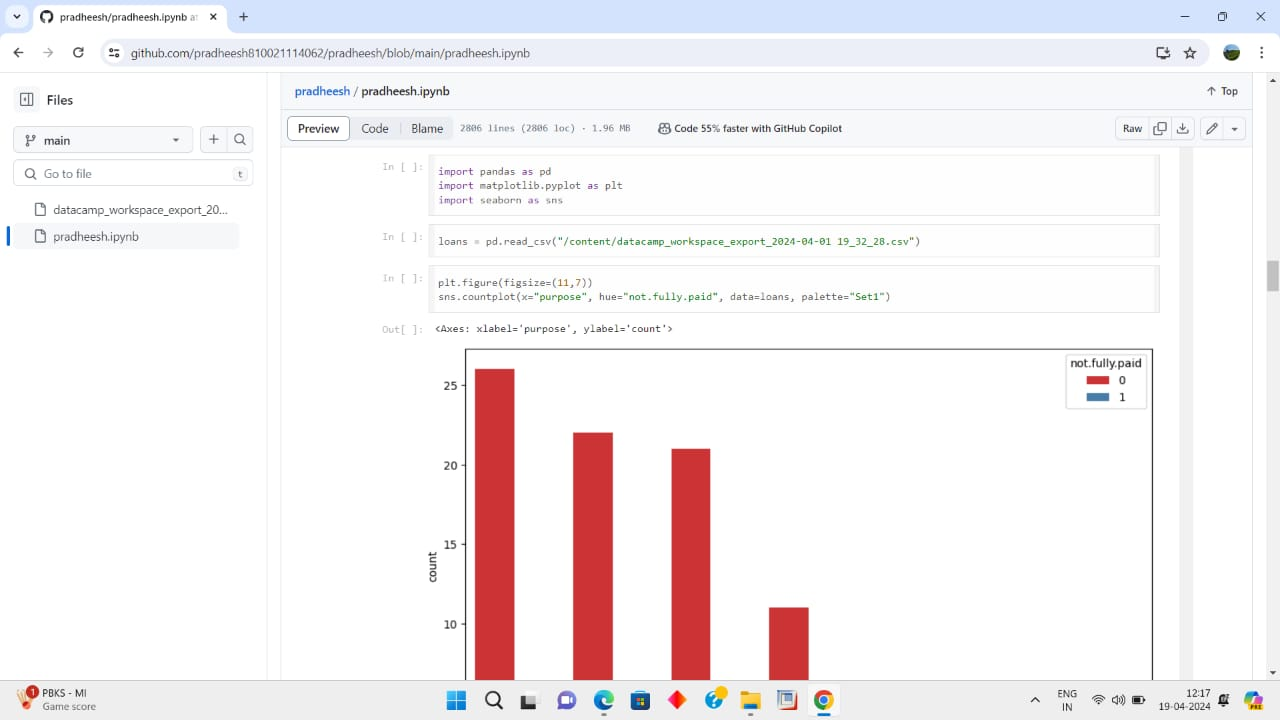 pradheesh/pradheesh.ipynb at
github.com/pradheesh810021114062/pradheesh/blob/main/pradheesh.ipynb
Files
pradheesh / pradheesh.ipynb
Top
main
Preview
Code
Blame
2806 lines (2806 loc) · 1.96 MB
Code 55% faster with GitHub Copilot
Raw
Go to file
t
datacamp_workspace_export_20...
pradheesh.ipynb
In [ ]:
import pandas as pd
import matplotlib.pyplot as plt
import seaborn as sns
In [ ]:
loans = pd.read_csv("/content/datacamp_workspace_export_2024-04-01 19_32_28.csv")
In [ ]:
plt.figure(figsize=(11,7))
sns.countplot(x="purpose", hue="not.fully.paid", data=loans, palette="Set1")
Out[ ]:
<Axes: xlabel='purpose', ylabel='count'>
not.fully.paid
0
1
25
20
15
10
count
1
PBKS - MI
Game score
ENG
IN
12:17
19-04-2024
PRE